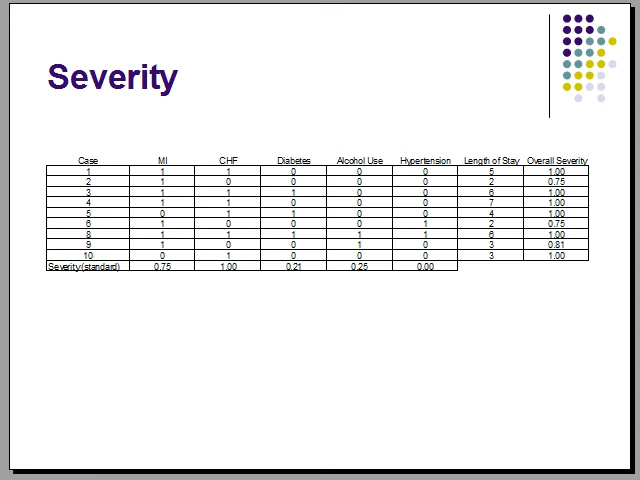 Severity
Case MI CHF Diabetes Alcohol Use Hypertension Length of Stay Overall Severity
1 1 1 0 0 0 5 1.00
2 1 0 0 0 0 2 0.75
3 1 1 1 0 0 6 1.00
4 1 1 0 0 0 7 1.00
5 0 1 1 0 0 4 1.00
6 1 0 0 0 1 2 0.75
8 1 1 1 1 1 6 1.00
9 1 0 0 1 0 3 0.81
10 0 1 0 0 0 3 1.00
Severity(standard) 0.75 1.00 0.21 0.25 0.00